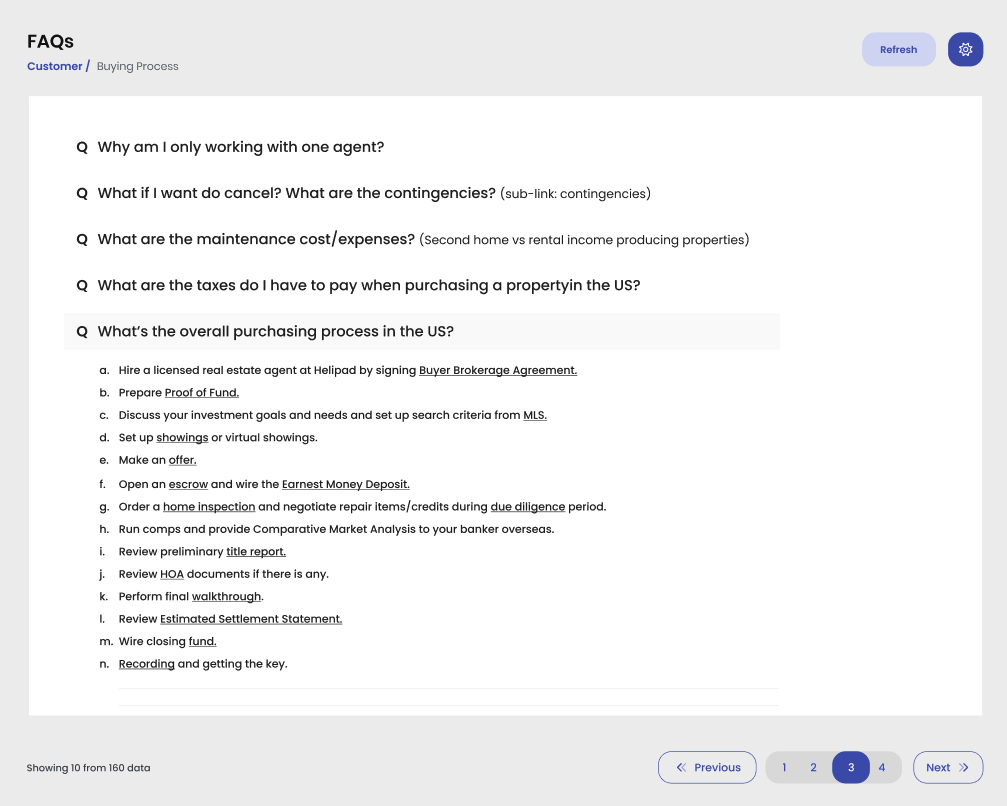 FAQs
Refresh
Customer / Buying Process
Q Why am I only working with one agent?
Q What if I want do cancel? What are the contingencies? (sub-link: contingencies)
Q What are the maintenance cost/expenses? (Second home vs rental income producing properties)
Q What are the taxes do I have to pay when purchasing a propertyin the US?
Q What's the overall purchasing process in the US?
a. Hire a licensed real estate agent at Helipad by signing Buyer Brokerage Agreement.
b. Prepare Proof of Fund.
c. Discuss your investment goals and needs and set up search criteria from MLS.
d. Set up showings or virtual showings.
e. Make an offer.
f. Open an escrow and wire the Earnest Money Deposit.
g. Order a home inspection and negotiate repair items/credits during due diligence period.
h. Run comps and provide Comparative Market Analysis to your banker overseas.
i. Review preliminary title report.
j. Review HOA documents if there is any.
k. Perform final walkthrough.
l. Review Estimated Settlement Statement.
m. Wire closing fund.
n. Recording and getting the key.
Showing 10 from 160 data
Previous 1 2 3 4 Next